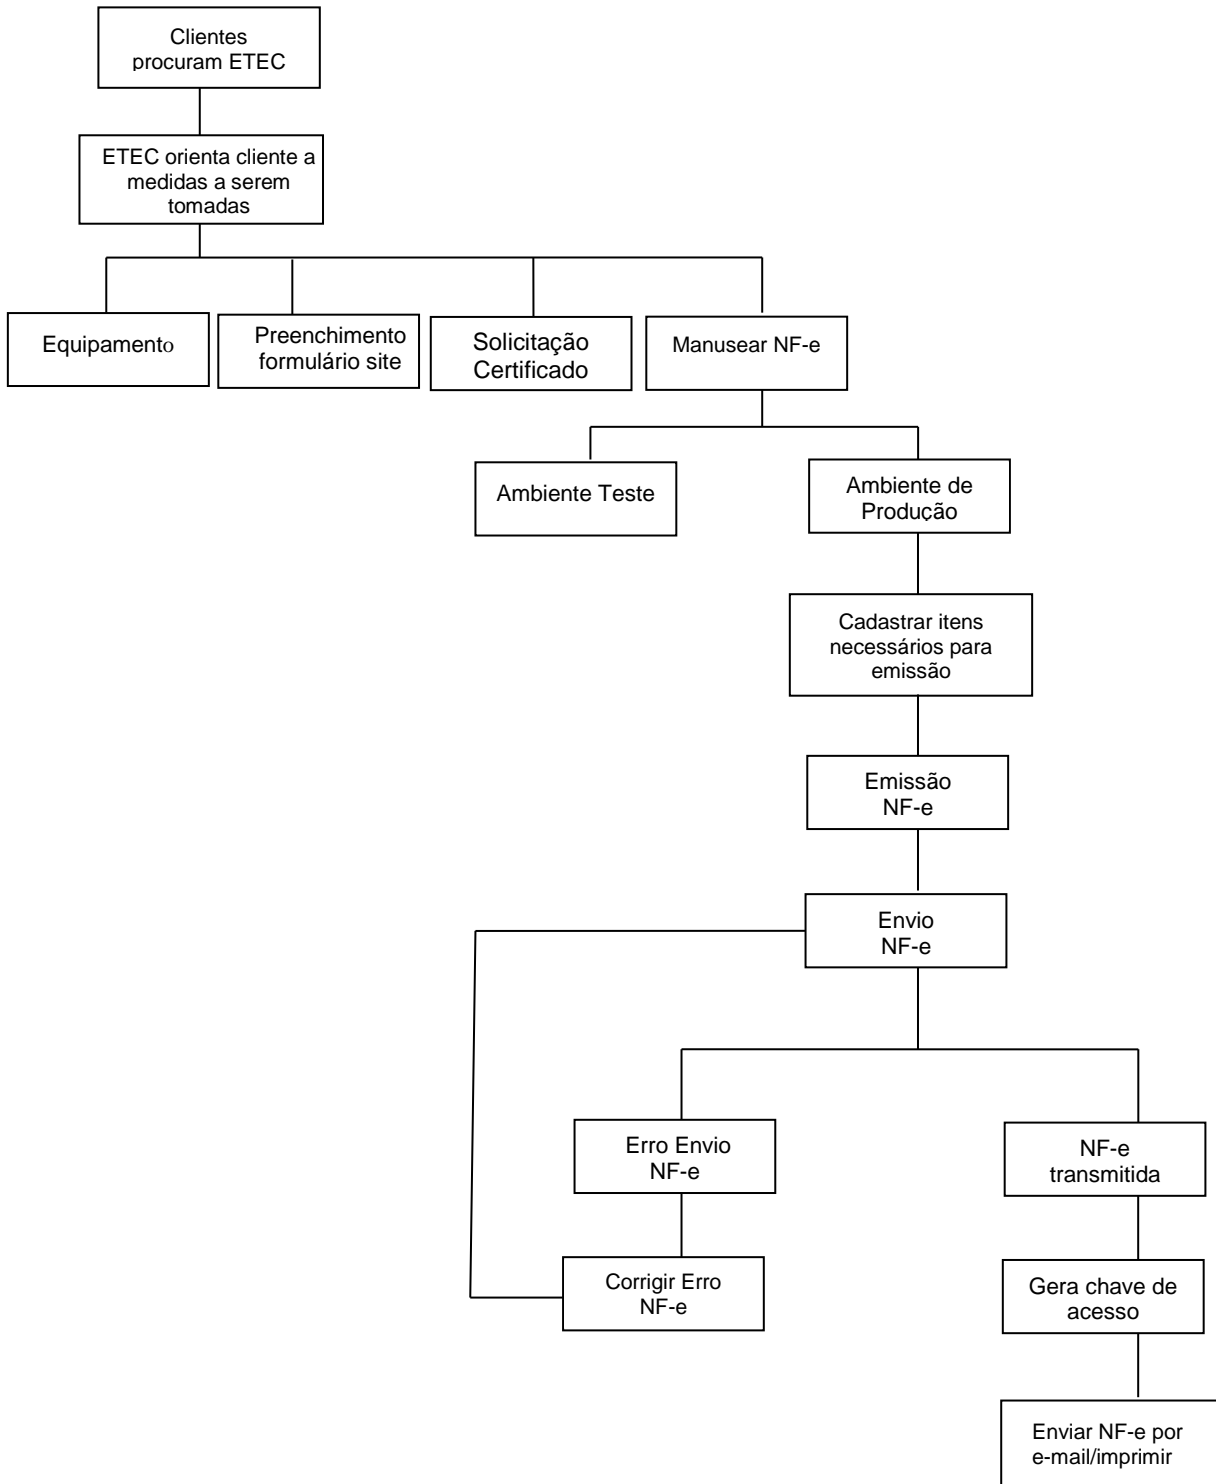 Clientes
procuram ETEC
ETEC orienta cliente a
medidas a serem
tomadas
Equipamento
Preenchimento
formulário site
Solicitação
Certificado
Manusear NF-e
Ambiente Teste
Ambiente de
Produção
Cadastrar itens
necessários para
emissão
Emissão
NF-e
Envio
NF-e
Erro Envio
NF-e
NF-e
transmitida
Corrigir Erro
NF-e
Gera chave de
acesso
Enviar NF-e por
e-mail/imprimir